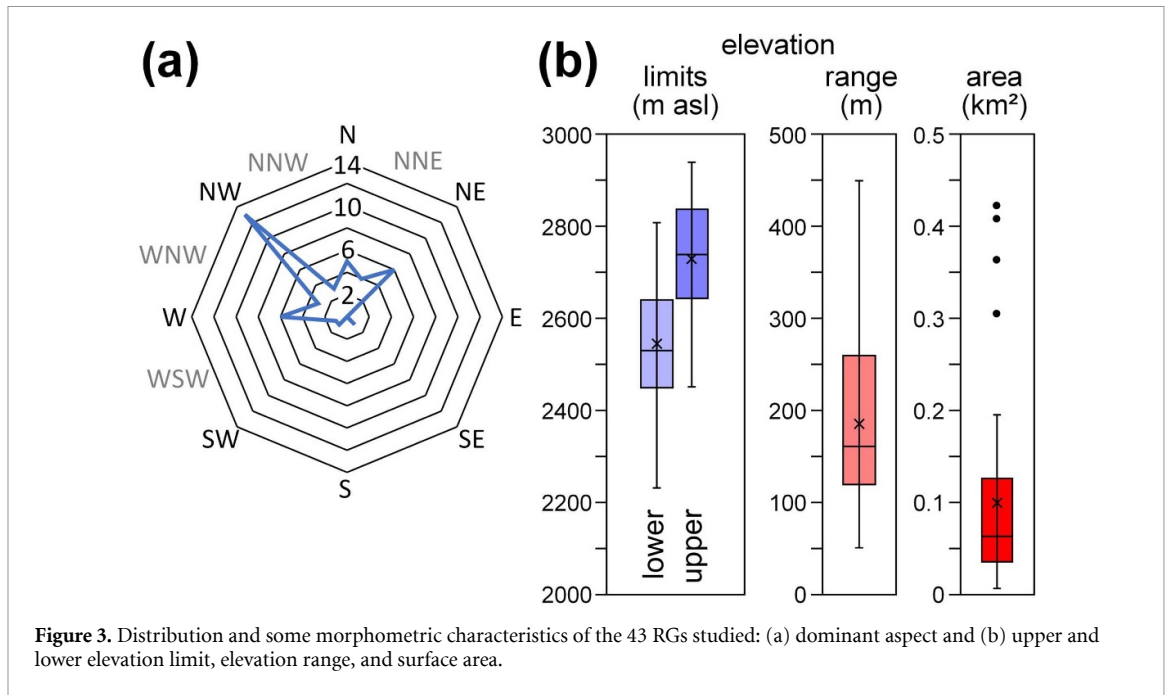 (a)
N
NNW
14
NNE
NW
NE
10
WNW
6
2
W
E
WSW
SW
SE
S
(b)
elevation
limits
(m asl)
range
(m)
area
(km²)
3000
2800
2600
2400
2200
2000
lower
upper
500
400
300
200
100
0
0.5
0.4
0.3
0.2
0.1
0
Figure 3. Distribution and some morphometric characteristics of the 43 RGs studied: (a) dominant aspect and (b) upper and
lower elevation limit, elevation range, and surface area.